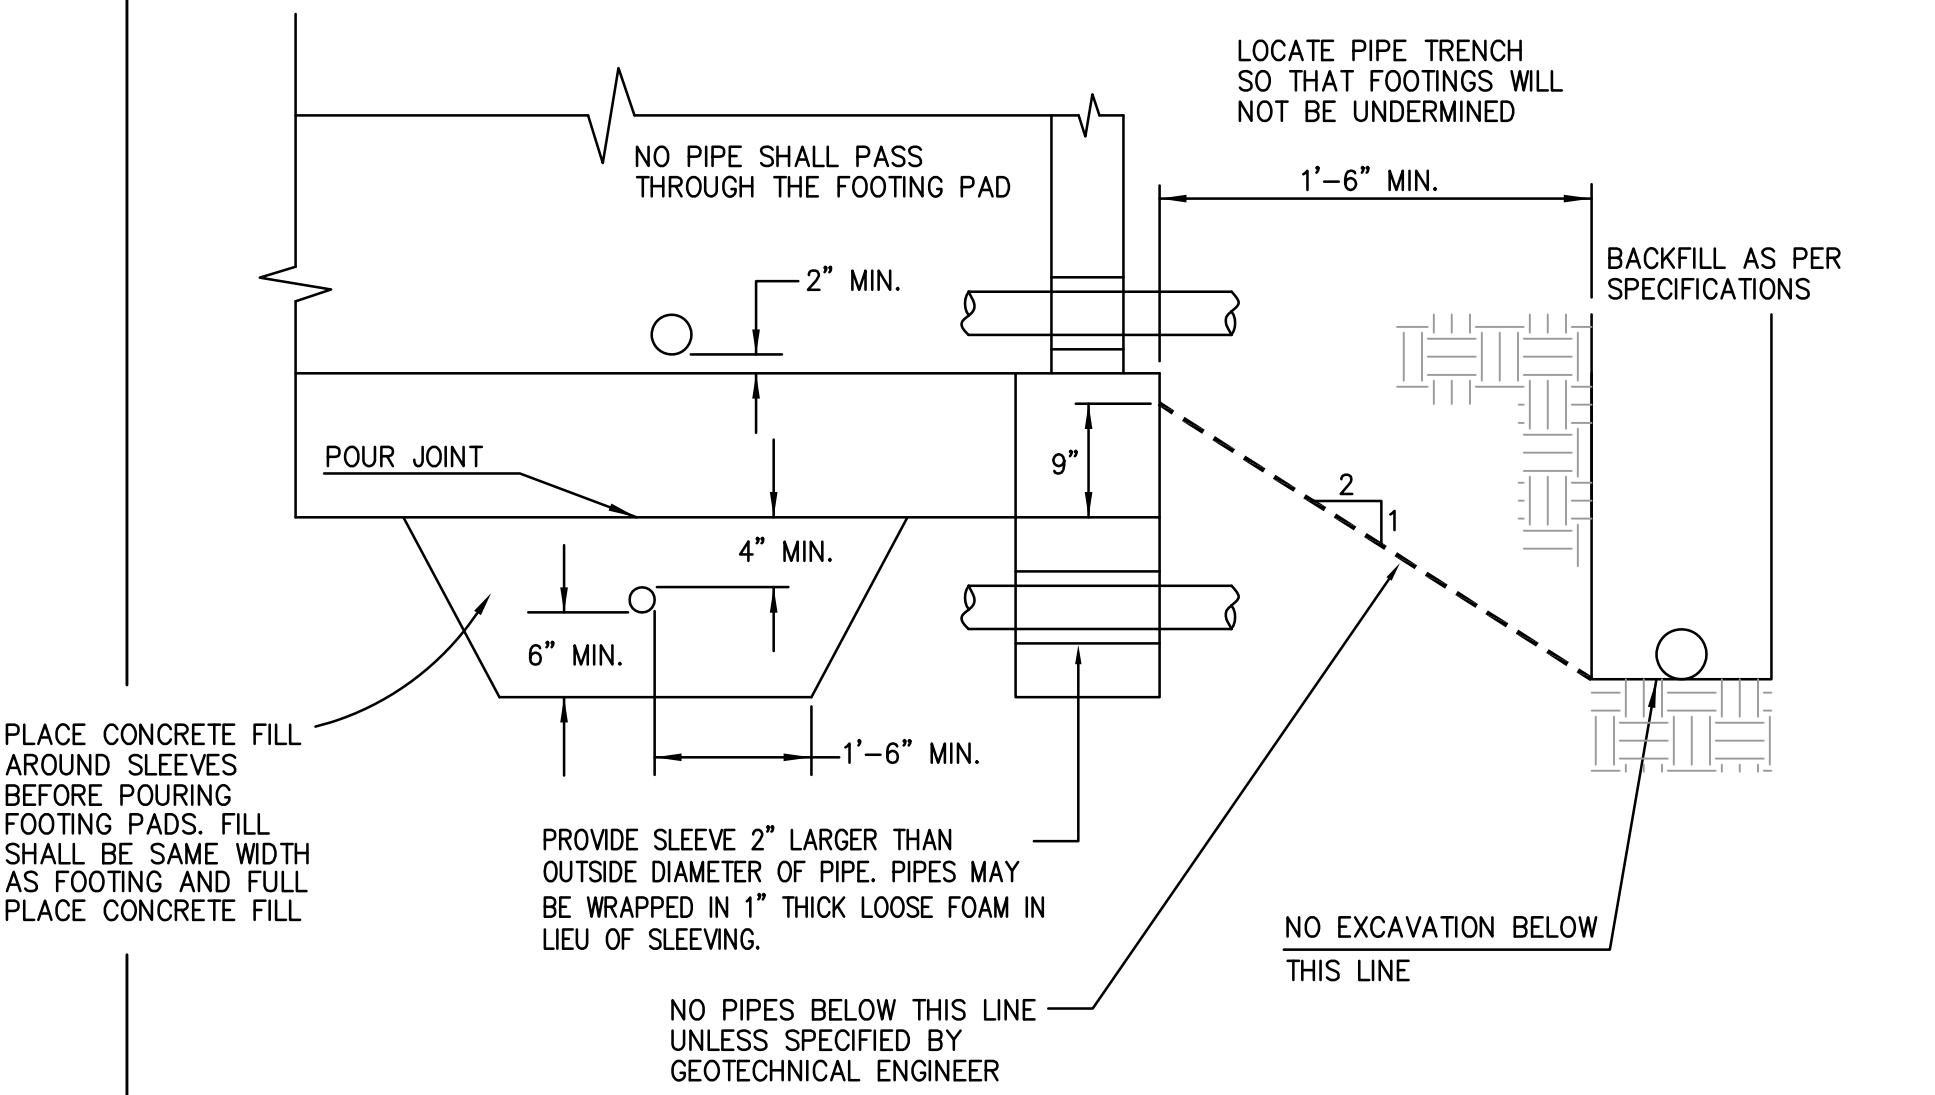 LOCATE PIPE TRENCH
SO THAT FOOTINGS WILL
NOT BE UNDERMINED
NO PIPE SHALL PASS
THROUGH THE FOOTING PAD
1'-6" MIN.
BACKFILL AS PER
SPECIFICATIONS
2" MIN.
POUR JOINT
9"
2
1
4" MIN.
6" MIN.
1'-6" MIN.
PLACE CONCRETE FILL
AROUND SLEEVES
BEFORE POURING
FOOTING PADS. FILL
SHALL BE SAME WIDTH
AS FOOTING AND FULL
PLACE CONCRETE FILL
PROVIDE SLEEVE 2" LARGER THAN
OUTSIDE DIAMETER OF PIPE. PIPES MAY
BE WRAPPED IN 1" THICK LOOSE FOAM IN
LIEU OF SLEEVING.
NO EXCAVATION BELOW
THIS LINE
NO PIPES BELOW THIS LINE
UNLESS SPECIFIED BY
GEOTECHNICAL ENGINEER